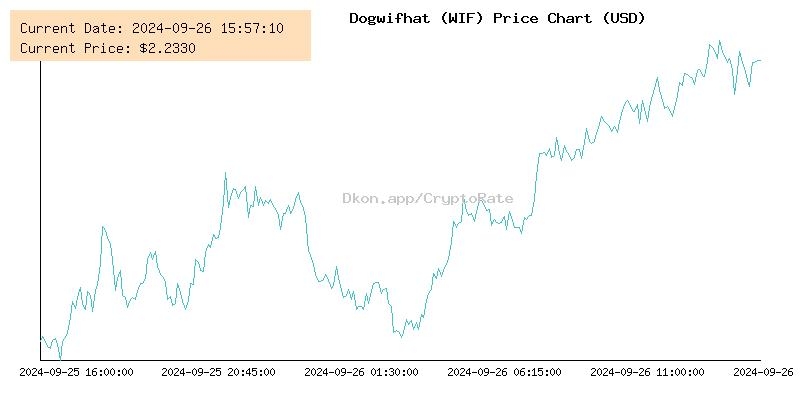 Dogwifhat (WIF) Price Chart (USD)
Current Date: 2024-09-26 15:57:10
Current Price: $2.2330
Dkon.app/CryptoRate
2024-09-25 16:00:00 2024-09-25 20:45:00 2024-09-26 01:30:00 2024-09-26 06:15:00 2024-09-26 11:00:00 2024-09-26